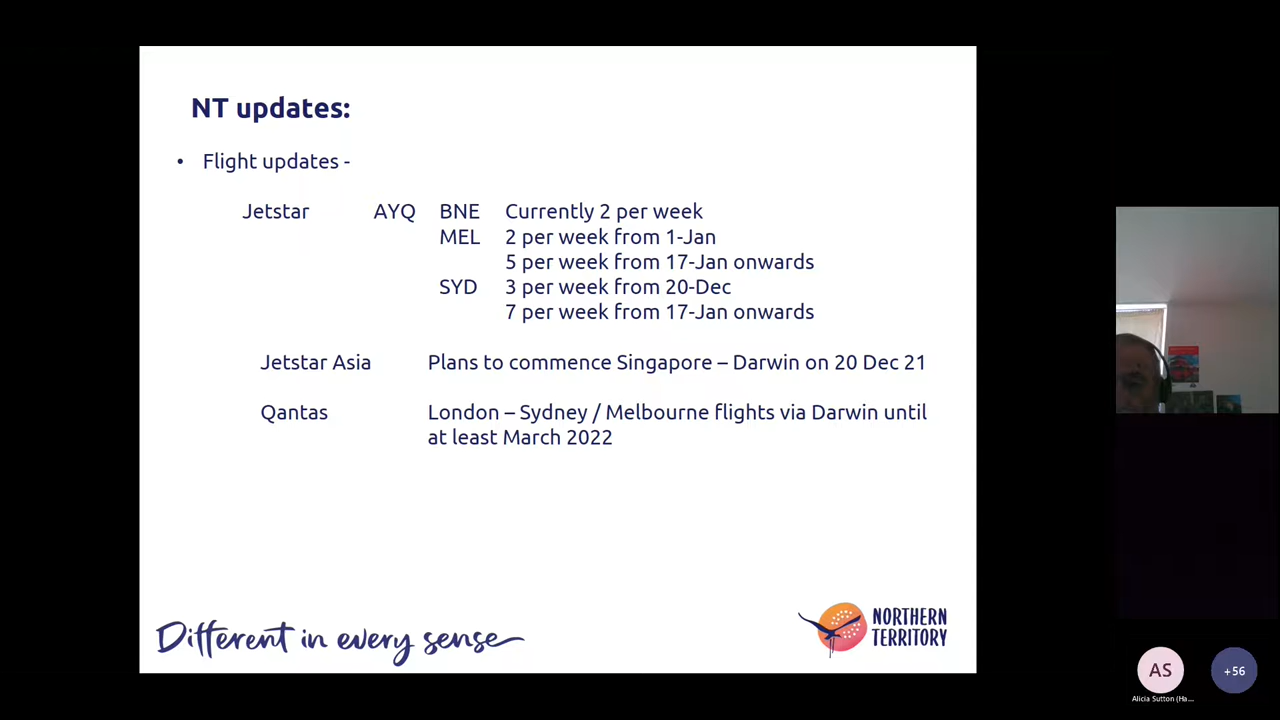 NT updates:
• Flight updates -
Jetstar AYQ BNE Currently 2 per week
MEL 2 per week from 1-Jan
5 per week from 17-Jan onwards
SYD 3 per week from 20-Dec
7 per week from 17-Jan onwards
Jetstar Asia Plans to commence Singapore – Darwin on 20 Dec 21
Qantas London – Sydney / Melbourne flights via Darwin until
at least March 2022
Different in every sense
NORTHERN
TERRITORY
AS
+56
Alicia Sutton (Ha...